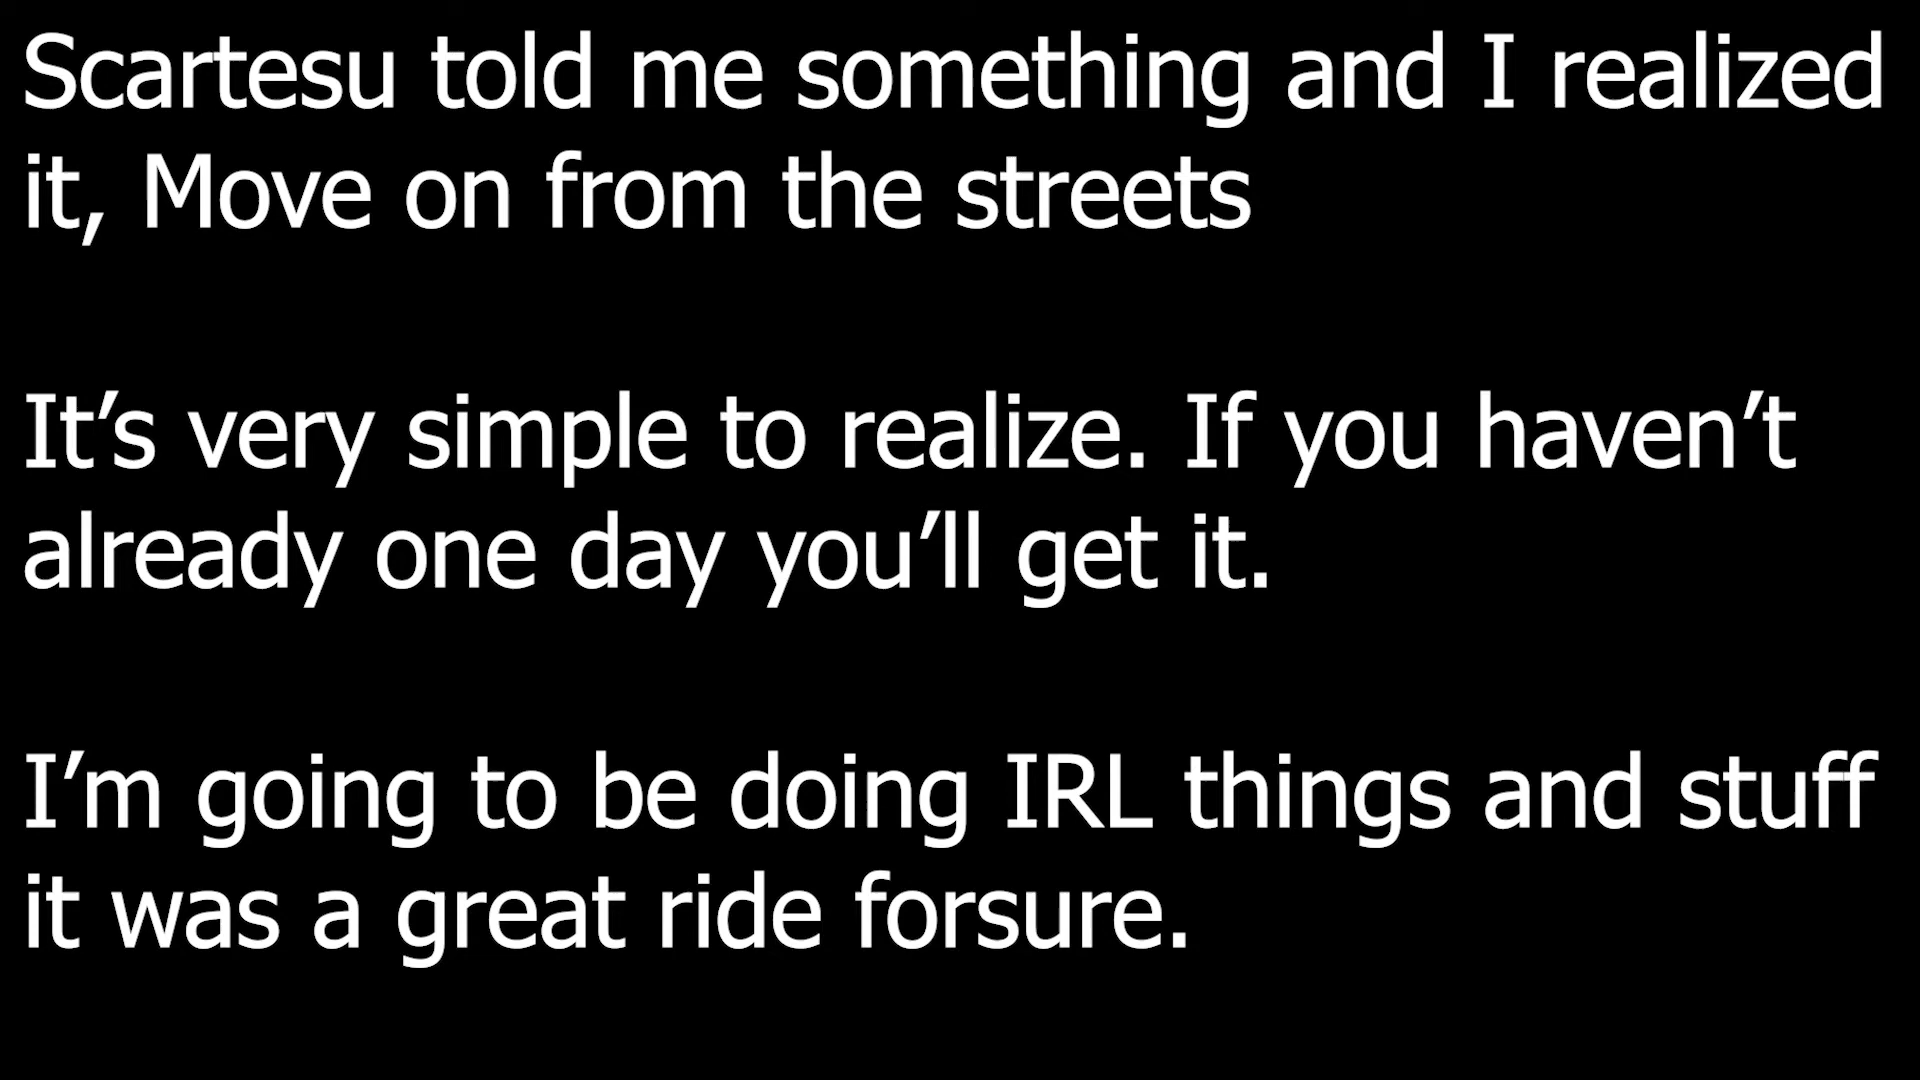 Scartesu told me something and I realized
it, Move on from the streets
It’s very simple to realize. If you haven’t
already one day you’ll get it.
I’m going to be doing IRL things and stuff
it was a great ride forsure.